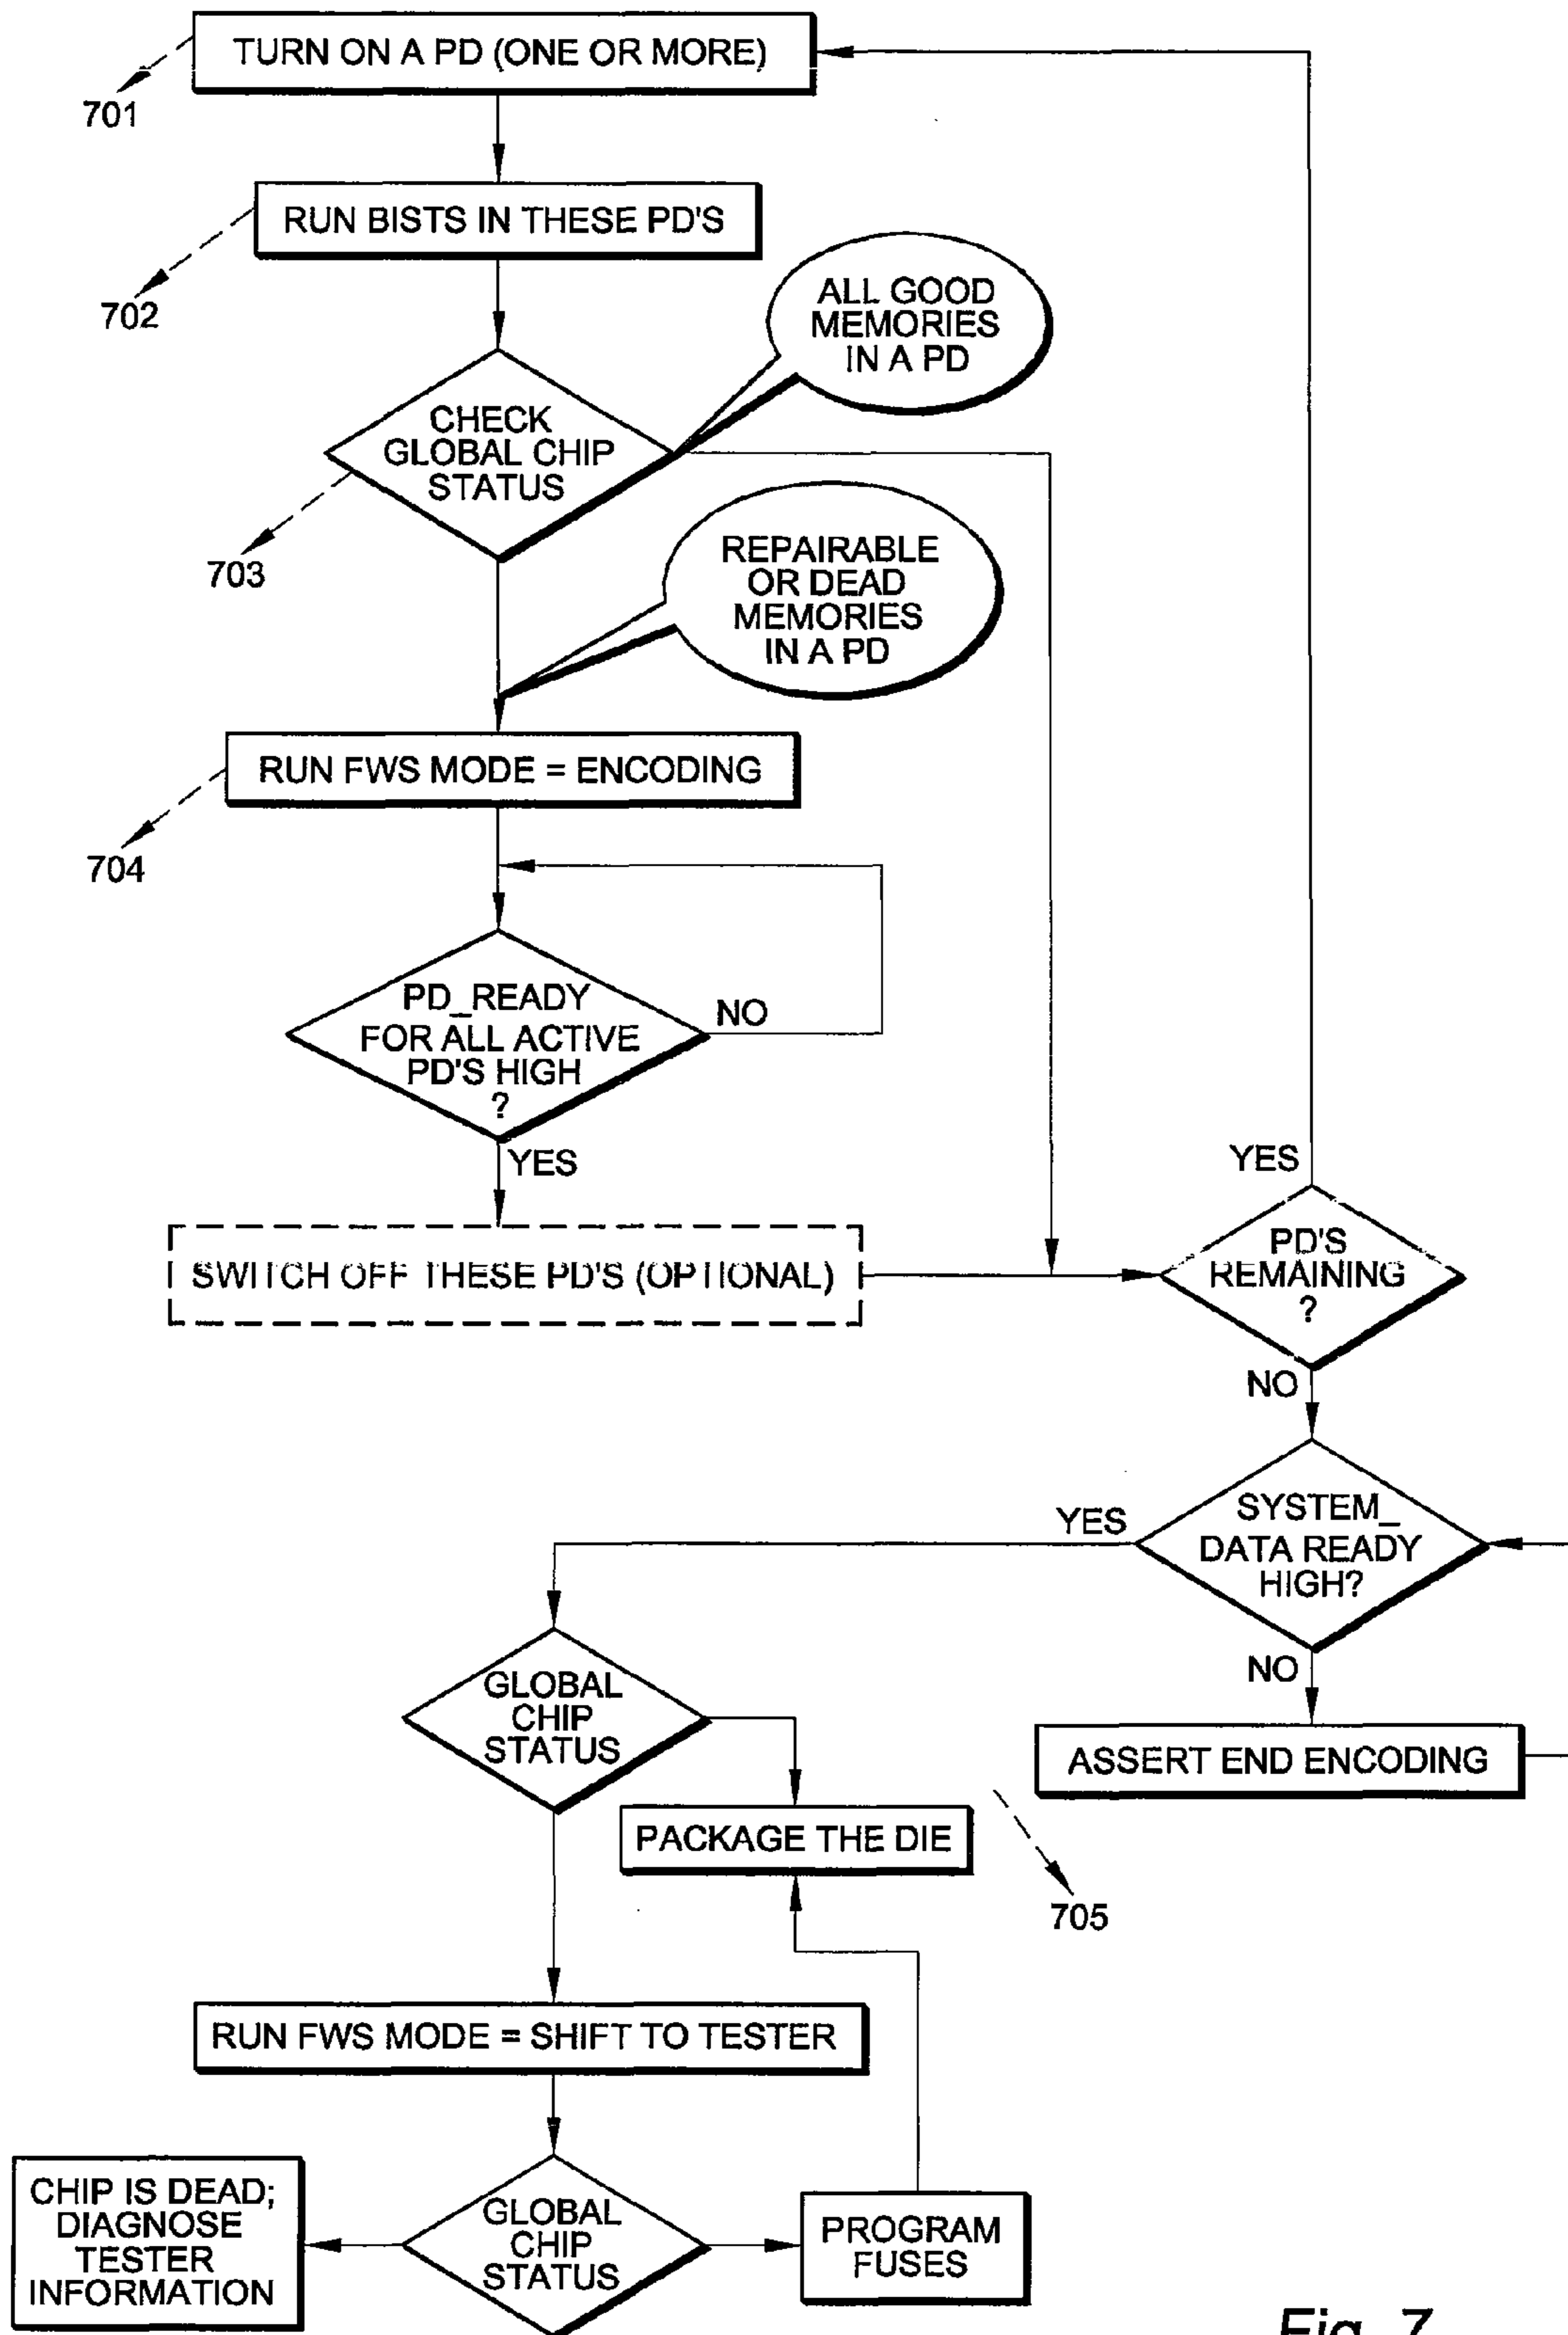 TURN ON A PD (ONE OR MORE)
701
RUN BISTS IN THESE PD'S
702
ALL GOOD
MEMORIES
IN A PD
CHECK
GLOBAL CHIP
STATUS
703
REPAIRABLE
OR DEAD
MEMORIES
IN A PD
RUN FWS MODE = ENCODING
704
PD_READY
FOR ALL ACTIVE
PD'S HIGH
?
NO
YES
SWITCH OFF THESE PD'S (OPTIONAL)
YES
PD'S
REMAINING
?
NO
SYSTEM_
DATA READY
HIGH?
YES
NO
ASSERT END ENCODING
GLOBAL
CHIP
STATUS
PACKAGE THE DIE
705
RUN FWS MODE = SHIFT TO TESTER
CHIP IS DEAD;
DIAGNOSE
TESTER
INFORMATION
GLOBAL
CHIP
STATUS
PROGRAM
FUSES
Fig. 7